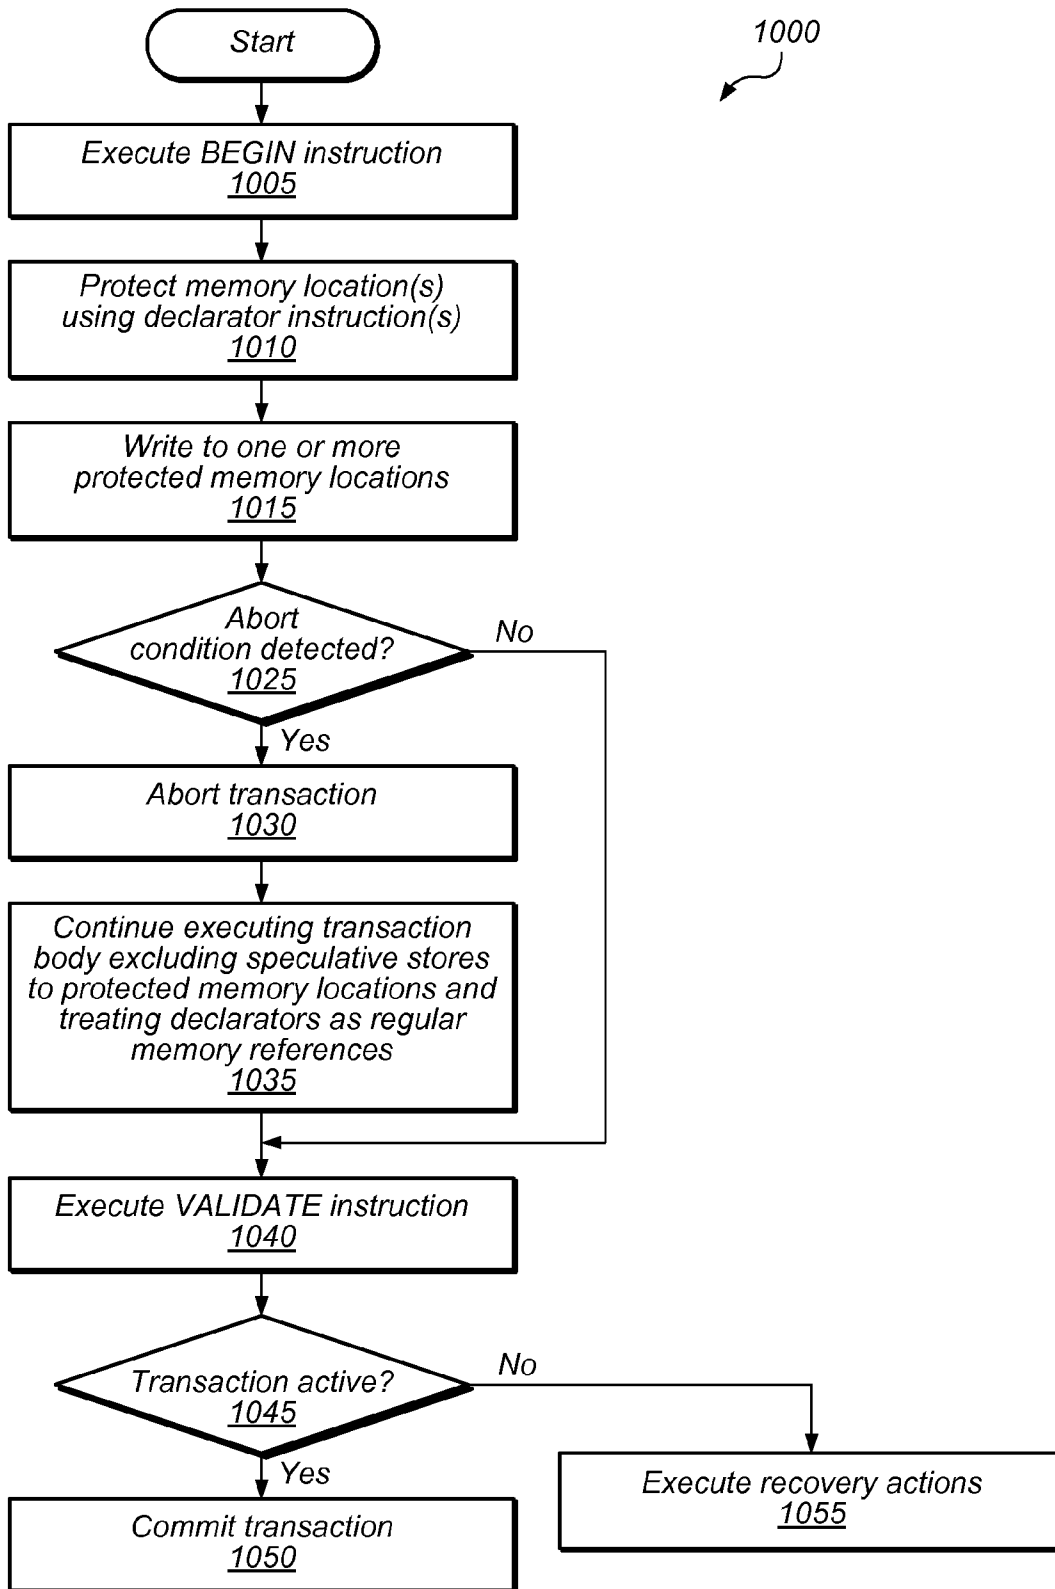 Start
1000
Execute BEGIN instruction
1005
Protect memory location(s)
using declarator instruction(s)
1010
Write to one or more
protected memory locations
1015
Abort
condition detected?
1025
No
Yes
Abort transaction
1030
Continue executing transaction
body excluding speculative stores
to protected memory locations and
treating declarators as regular
memory references
1035
Execute VALIDATE instruction
1040
Transaction active?
1045
No
Yes
Commit transaction
1050
Execute recovery actions
1055